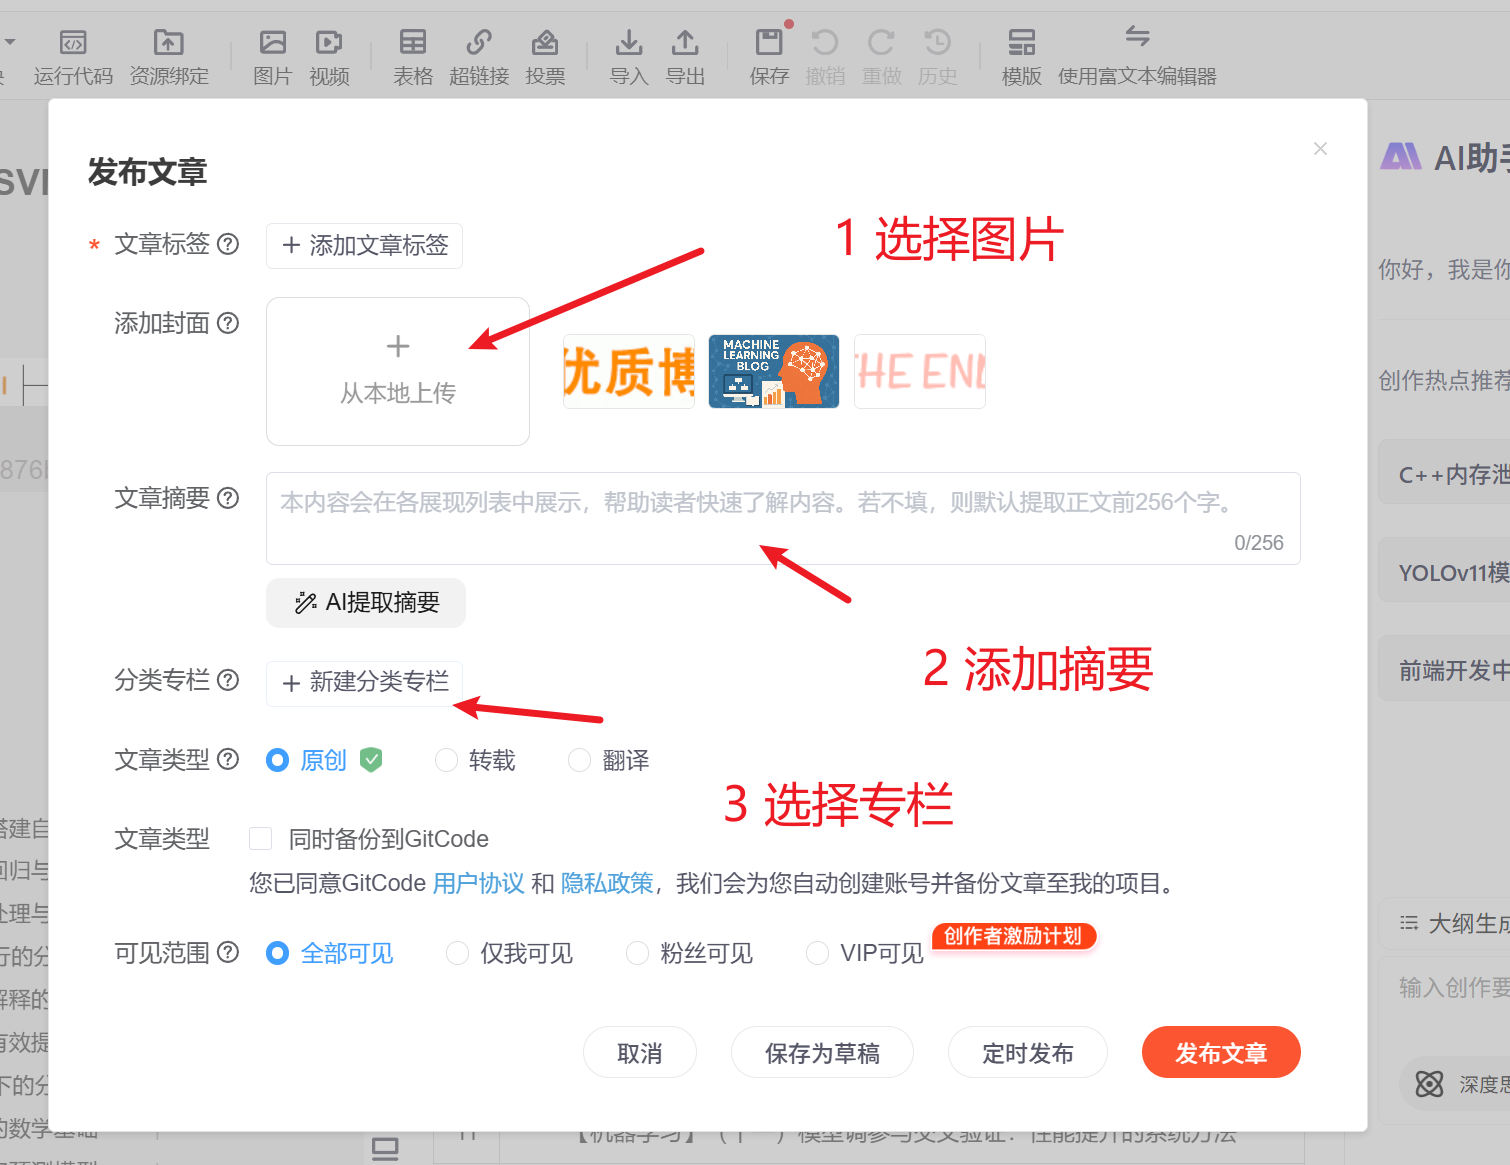 运行代码 资源绑定 图片 视频 表格 超链接 投票 导入 导出 保存 撤销 重做 历史 模版 使用富文本编辑器
发布文章
AI助手
* 文章标签 + 添加文章标签
1 选择图片
你好，我是你
添加封面
从本地上传
优质博
MACHINE
LEARNING
BLOG
THE END
创作热点推荐
876b
C++内存泄
文章摘要 本内容会在各展现列表中展示，帮助读者快速了解内容。若不填，则默认提取正文前256个字。
0/256
YOLOv11模
AI提取摘要
2 添加摘要
前端开发中
分类专栏 + 新建分类专栏
文章类型 原创 转载 翻译
3 选择专栏
搭建自
文章类型 同时备份到GitCode
回归与
您已同意GitCode 用户协议 和 隐私政策，我们会为您自动创建账号并备份文章至我的项目。
处理与
大纲生成
创作者激励计划
可见范围 全部可见 仅我可见 粉丝可见 VIP可见
行的分
输入创作要
解释的
有效提
取消 保存为草稿 定时发布 发布文章
下的分
深度思
的数学基础
【机器学习】（十一）模型调参与交叉验证：性能提升的系统方法